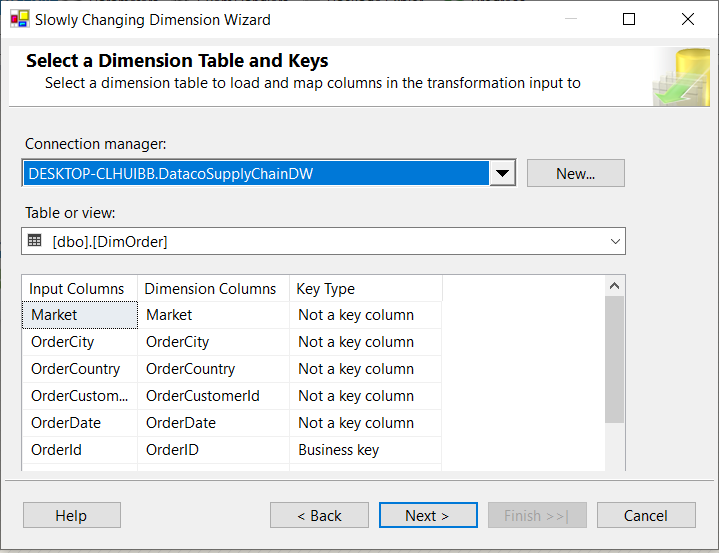 Slowly Changing Dimension Wizard
Select a Dimension Table and Keys
Select a dimension table to load and map columns in the transformation input to
Connection manager:
DESKTOP-CLHUIBB.DatacoSupplyChainDW
New...
Table or view:
[dbo].[DimOrder]
Input Columns Dimension Columns Key Type
Market Market Not a key column
OrderCity OrderCity Not a key column
OrderCountry OrderCountry Not a key column
OrderCustom... OrderCustomerId Not a key column
OrderDate OrderDate Not a key column
OrderId OrderID Business key
Help < Back Next > Finish >>| Cancel